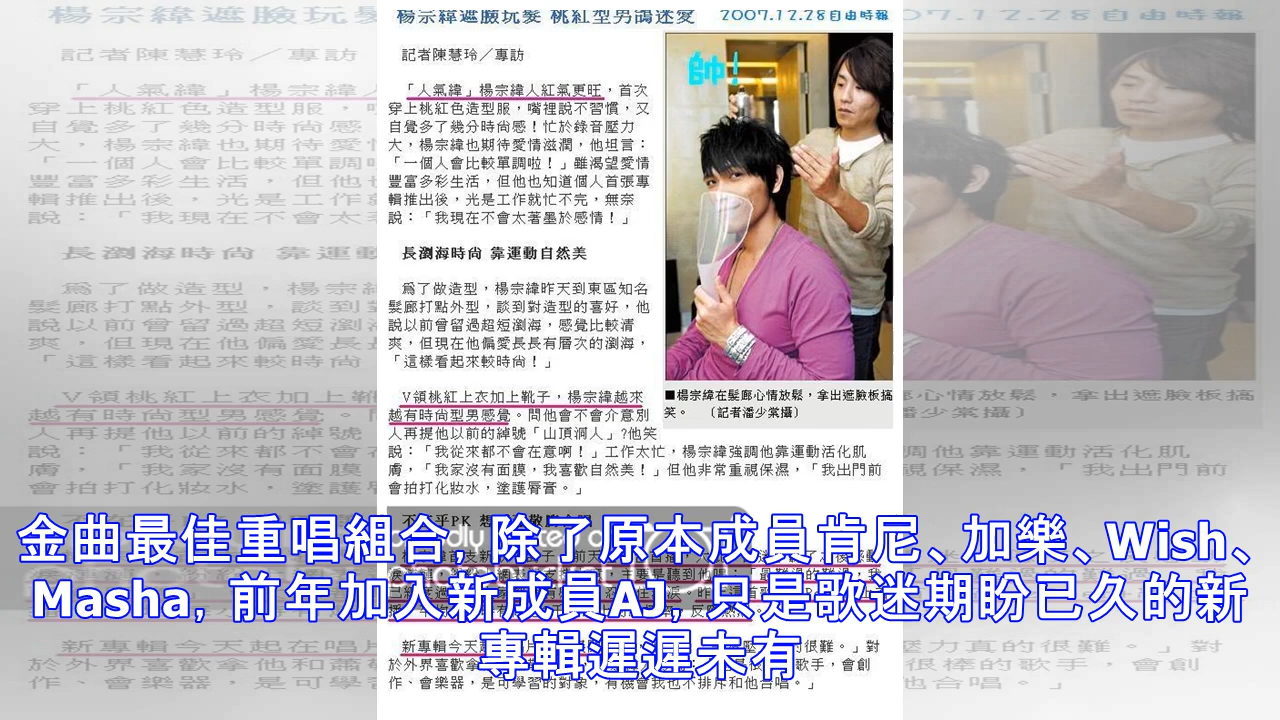 楊宗緯遮臉玩髮 桃紅型男渴迷愛 2007.12.28自由時報
記者陳慧玲／專訪
帥!
「人氣緯」楊宗緯人紅氣更旺，首次
穿上桃紅色造型服，嘴裡說不習慣，又
自覺多了幾分時尚感！忙於錄音壓力
大，楊宗緯也期待愛情滋潤，他坦言：
「一個人會比較單調啦！」雖渴望愛情
豐富多彩生活，但他也知道個人首張專
輯推出後，光是工作就忙不完，無奈
說：「我現在不會太著墨於感情！」
長瀏海時尚 靠運動自然美
為了做造型，楊宗緯昨天到東區知名
髮廊打點外型，談到對造型的喜好，他
說以前曾留過超短瀏海，感覺比較清
爽，但現在他偏愛長長有層次的瀏海，
「這樣看起來較時尚！」
■楊宗緯在髮廊心情放鬆，拿出遮臉板搞
笑。 〔記者潘少棠攝〕
V領桃紅上衣加上靴子，楊宗緯越來
越有時尚型男感覺。問他會不會介意別
人再提他以前的綽號「山頂洞人」?他笑
說：「我從來都不會在意啊！」工作太忙，楊宗緯強調他靠運動活化肌
膚，「我家沒有面膜，我喜歡自然美！」但他非常重視保濕，「我出門前
會拍打化妝水，塗護唇膏。」
金曲最佳重唱組合, 除了原本成員肯尼、加樂、Wish、
Masha, 前年加入新成員AJ, 只是歌迷期盼已久的新
專輯遲遲未有
新專輯今天起
的很難。」對
於外界喜歡拿
歌手，會創
作、會樂器，是可學習的對象，有機會我也不排斥和他合唱。」